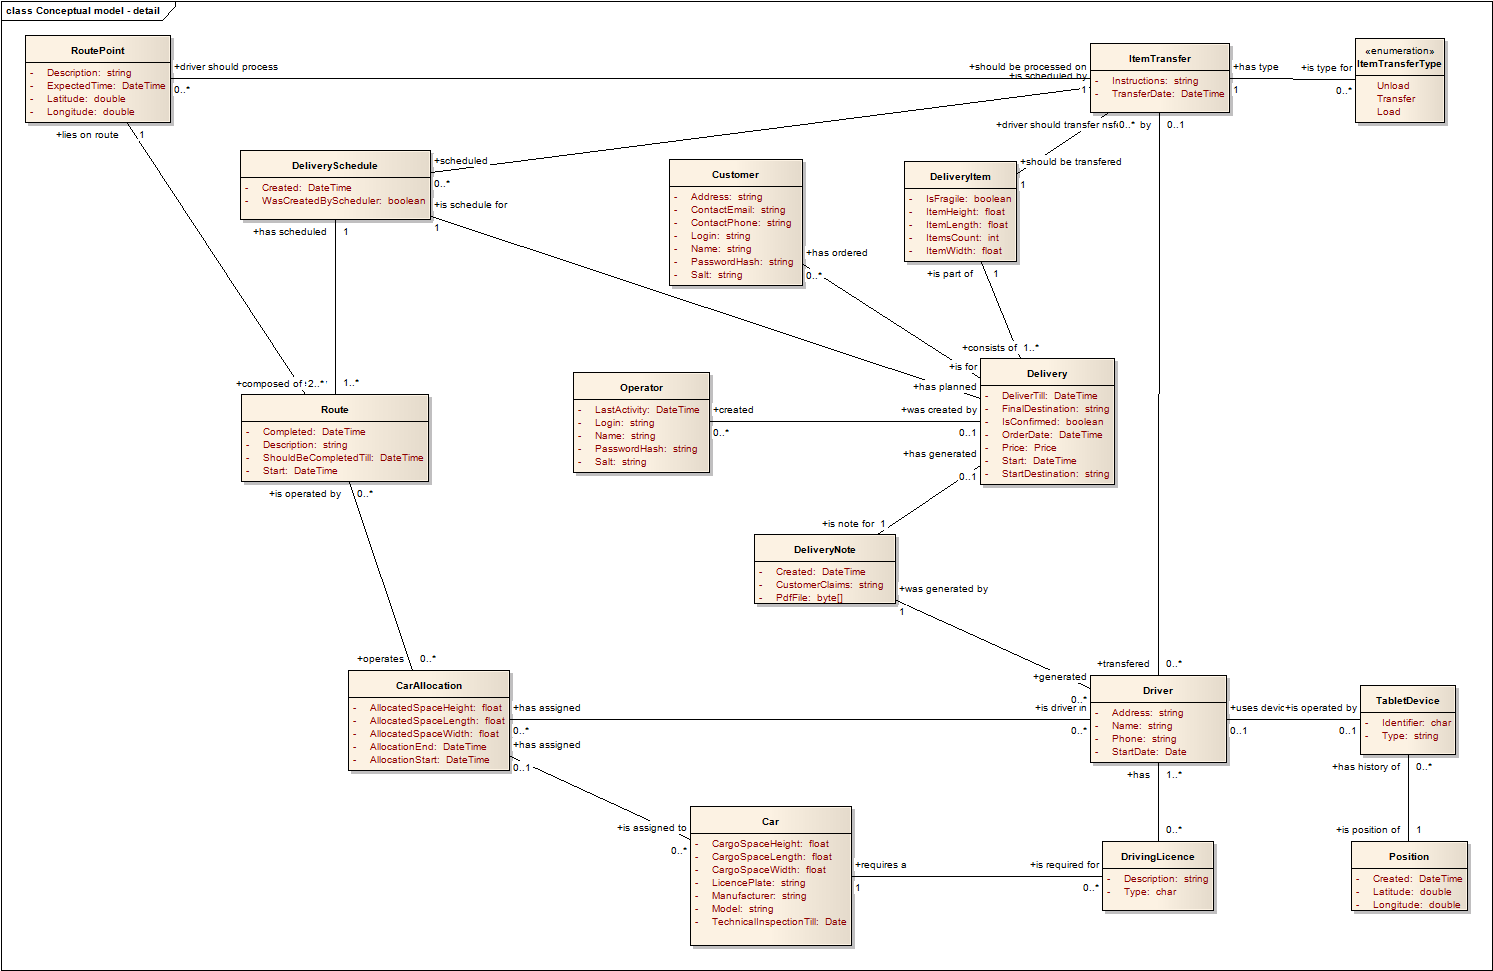 class Conceptual model - detail
RoutePoint
- Description: string
- ExpectedTime: DateTime
- Latitude: double
- Longitude: double
+driver should process
0..*
+lies on route
1
+should be processed on
+is scheduled by
1
ItemTransfer
- Instructions: string
- TransferDate: DateTime
+has type
1
+is type for
0..*
«enumeration»
ItemTransferType
Unload
Transfer
Load
+driver should transfer
0..*
by
0..1
+should be transfered
1
DeliverySchedule
- Created: DateTime
- WasCreatedByScheduler: boolean
+scheduled
0..*
+is schedule for
1
+has scheduled
1
Customer
- Address: string
- ContactEmail: string
- ContactPhone: string
- Login: string
- Name: string
- PasswordHash: string
- Salt: string
+has ordered
0..*
DeliveryItem
- IsFragile: boolean
- ItemHeight: float
- ItemLength: float
- ItemsCount: int
- ItemWidth: float
+is part of
1
+consists of
1..*
+is for
+has planned
+was created by
0..1
+has generated
0..1
Delivery
- DeliverTill: DateTime
- FinalDestination: string
- IsConfirmed: boolean
- OrderDate: DateTime
- Price: Price
- Start: DateTime
- StartDestination: string
Operator
- LastActivity: DateTime
- Login: string
- Name: string
- PasswordHash: string
- Salt: string
+created
0..*
+composed of
2..*
1..*
Route
- Completed: DateTime
- Description: string
- ShouldBeCompletedTill: DateTime
- Start: DateTime
+is operated by
0..*
+is note for
1
DeliveryNote
- Created: DateTime
- CustomerClaims: string
- PdfFile: byte[]
+was generated by
1
+operates
0..*
CarAllocation
- AllocatedSpaceHeight: float
- AllocatedSpaceLength: float
- AllocatedSpaceWidth: float
- AllocationEnd: DateTime
- AllocationStart: DateTime
+has assigned
0..*
+has assigned
0..1
+transfered
0..*
+generated
0..*
+is driver in
0..*
Driver
- Address: string
- Name: string
- Phone: string
- StartDate: Date
+uses devic
0..1
+is operated by
0..1
TabletDevice
- Identifier: char
- Type: string
+has
1..*
+has history of
0..*
+is assigned to
0..*
Car
- CargoSpaceHeight: float
- CargoSpaceLength: float
- CargoSpaceWidth: float
- LicencePlate: string
- Manufacturer: string
- Model: string
- TechnicalInspectionTill: Date
+requires a
1
+is required for
0..*
0..*
DrivingLicence
- Description: string
- Type: char
+is position of
1
Position
- Created: DateTime
- Latitude: double
- Longitude: double